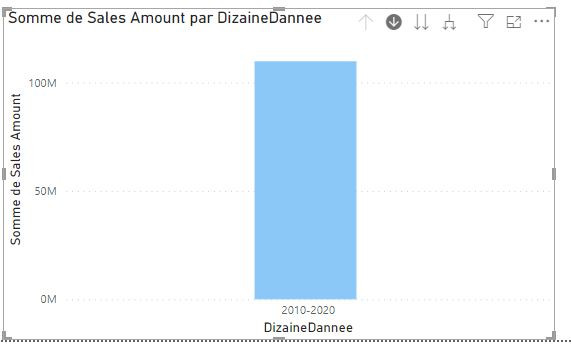 Somme de Sales Amount par DizaineDannee
100M
50M
0M
Somme de Sales Amount
2010-2020
DizaineDannee